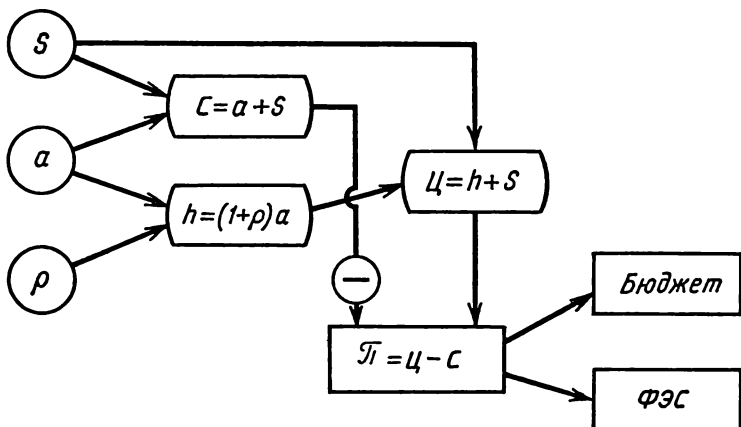 S
C=a+S
a
Ц=h+S
h=(1+ρ)a
ρ
—
Бюджет
П=Ц–С
ФЭС